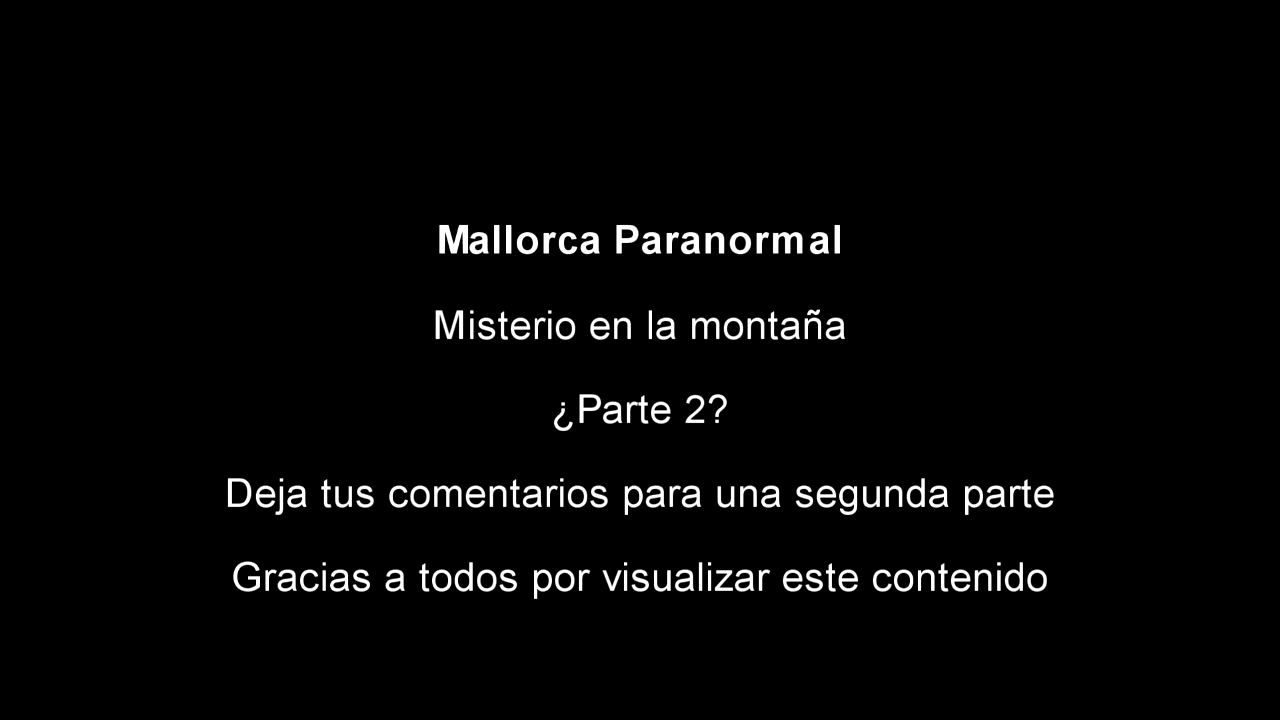 Mallorca Paranormal
Misterio en la montaña
¿Parte 2?
Deja tus comentarios para una segunda parte
Gracias a todos por visualizar este contenido